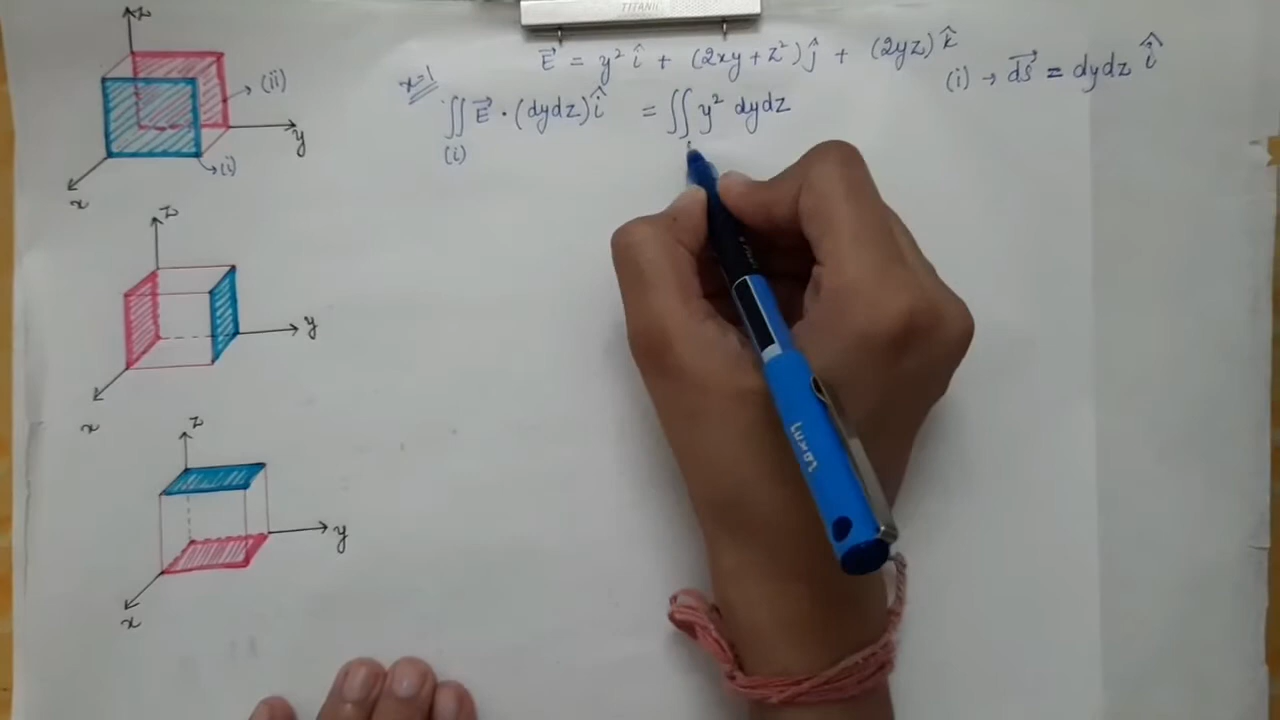 TITANIC
E⃗ = y² î + (2xy + z²) ĵ + (2yz) k̂
x=1
(i) → ds⃗ = dydz î
∬ E⃗ · (dydz) î = ∬ y² dydz
(i)
z
(ii)
y
(i)
x
z
y
x
z
y
x
luxor